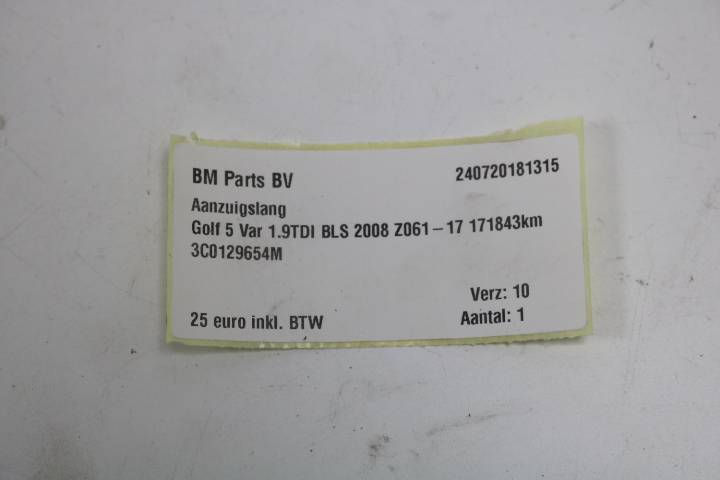 BM Parts BV 240720181315
Aanzuigslang
Golf 5 Var 1.9TDI BLS 2008 Z061-17 171843km
3C0129654M
Verz: 10
25 euro inkl. BTW Aantal: 1